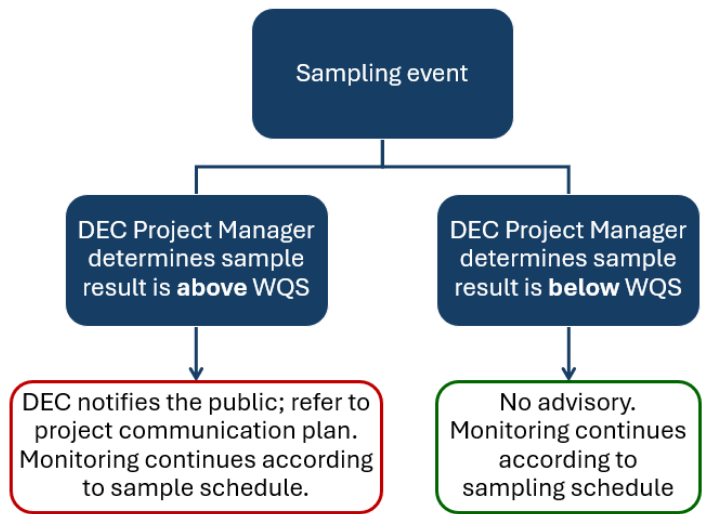 Sampling event
DEC Project Manager
determines sample
result is above WQS
DEC Project Manager
determines sample
result is below WQS
DEC notifies the public; refer to
project communication plan.
Monitoring continues according
to sample schedule.
No advisory.
Monitoring continues
according to
sampling schedule